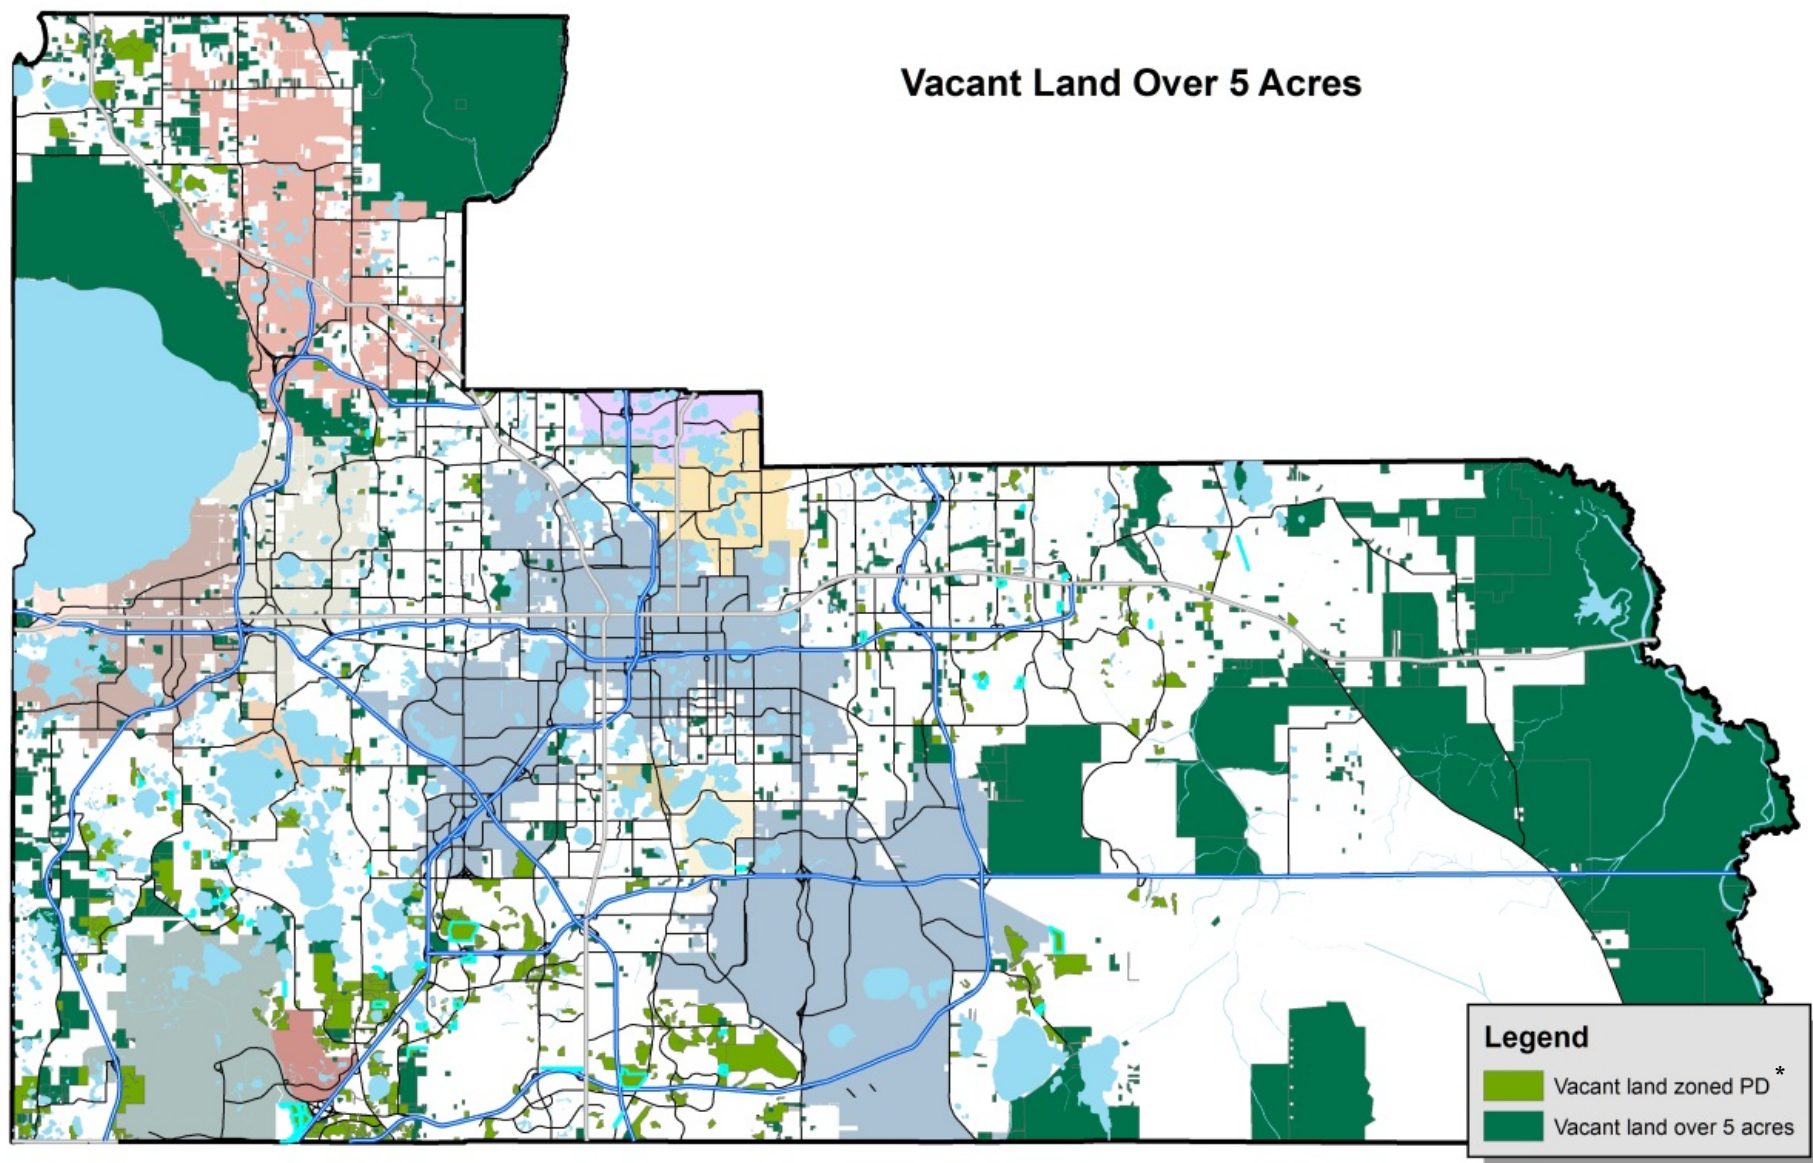 Vacant Land Over 5 Acres
Legend
Vacant land zoned PD *
Vacant land over 5 acres